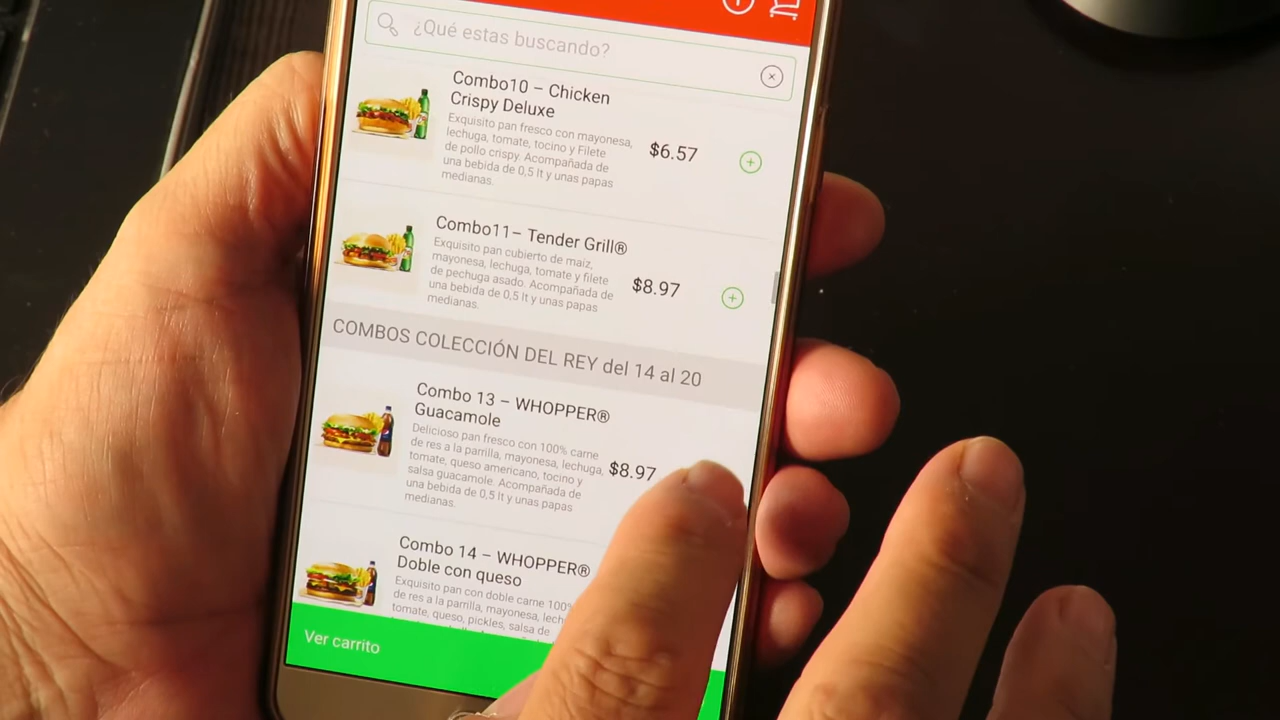 ¿Qué estas buscando?
Combo10 – Chicken
Crispy Deluxe
Exquisito pan fresco con mayonesa,
lechuga, tomate, tocino y Filete
de pollo crispy. Acompañada de
una bebida de 0,5 lt y unas papas
medianas.
$6.57
Combo11– Tender Grill®
Exquisito pan cubierto de maiz,
mayonesa, lechuga, tomate y filete
de pechuga asado. Acompañada de
una bebida de 0,5 lt y unas papas
medianas.
$8.97
COMBOS COLECCIÓN DEL REY del 14 al 20
Combo 13 – WHOPPER®
Guacamole
Delicioso pan fresco con 100% carne
de res a la parrilla, mayonesa, lechuga,
tomate, queso americano, tocino y
salsa guacamole. Acompañada de
una bebida de 0,5 lt y unas papas
medianas.
$8.97
Combo 14 – WHOPPER®
Doble con queso
Exquisito pan con doble carne 100%
de res a la parrilla, mayonesa, lech
tomate, queso, pickles, salsa de
Ver carrito